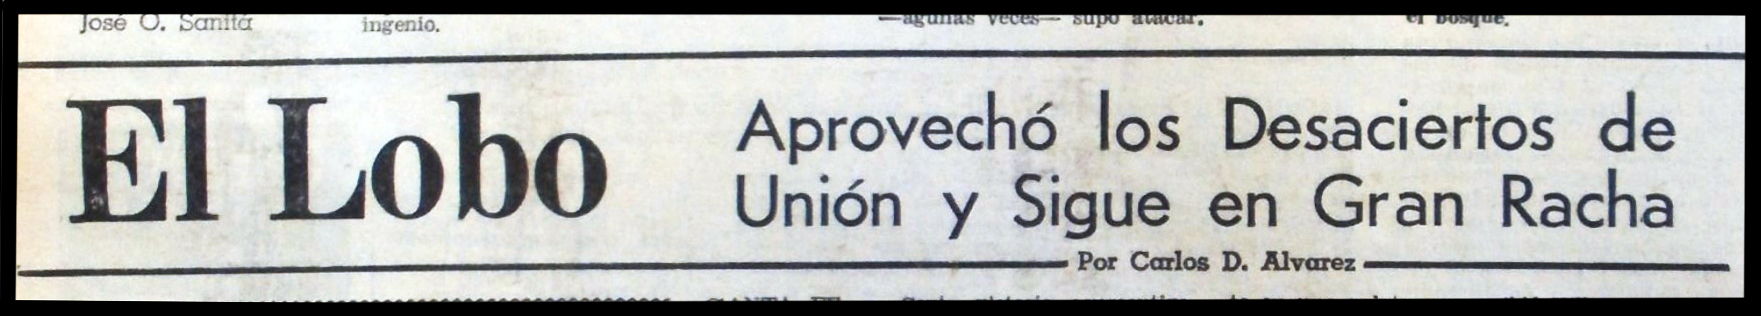 José O. Sanitá
ingenio.
—algunas veces— supo atacar.
el bosque.
El Lobo
Aprovechó los Desaciertos de
Unión y Sigue en Gran Racha
Por Carlos D. Alvarez